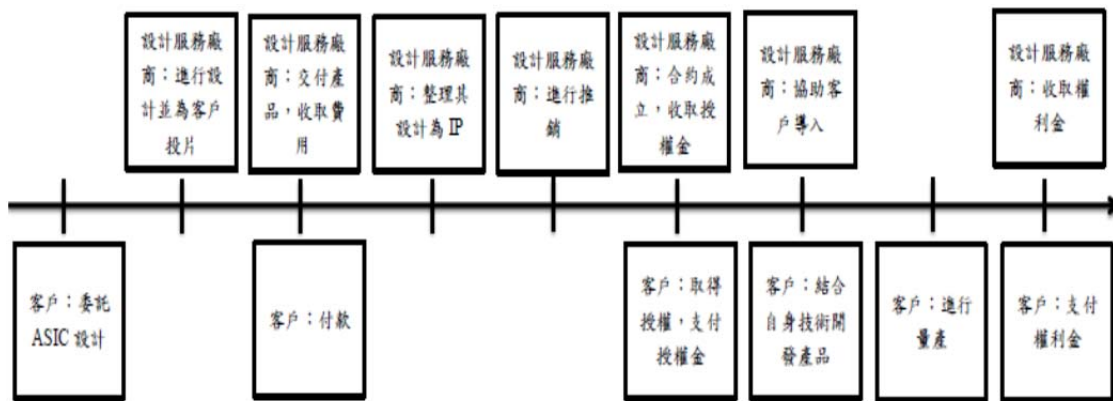 設計服務廠
商：進行設
計並為客戶
投片
設計服務廠
商：交付產
品，收取費
用
設計服務廠
商：整理其
設計為 IP
設計服務廠
商：進行推
銷
設計服務廠
商：合約成
立，收取授
權金
設計服務廠
商：協助客
戶導入
設計服務廠
商：收取權
利金
客戶：委託
ASIC 設計
客戶：付款
客戶：取得
授權，支付
授權金
客戶：結合
自身技術開
發產品
客戶：進行
量產
客戶：支付
權利金